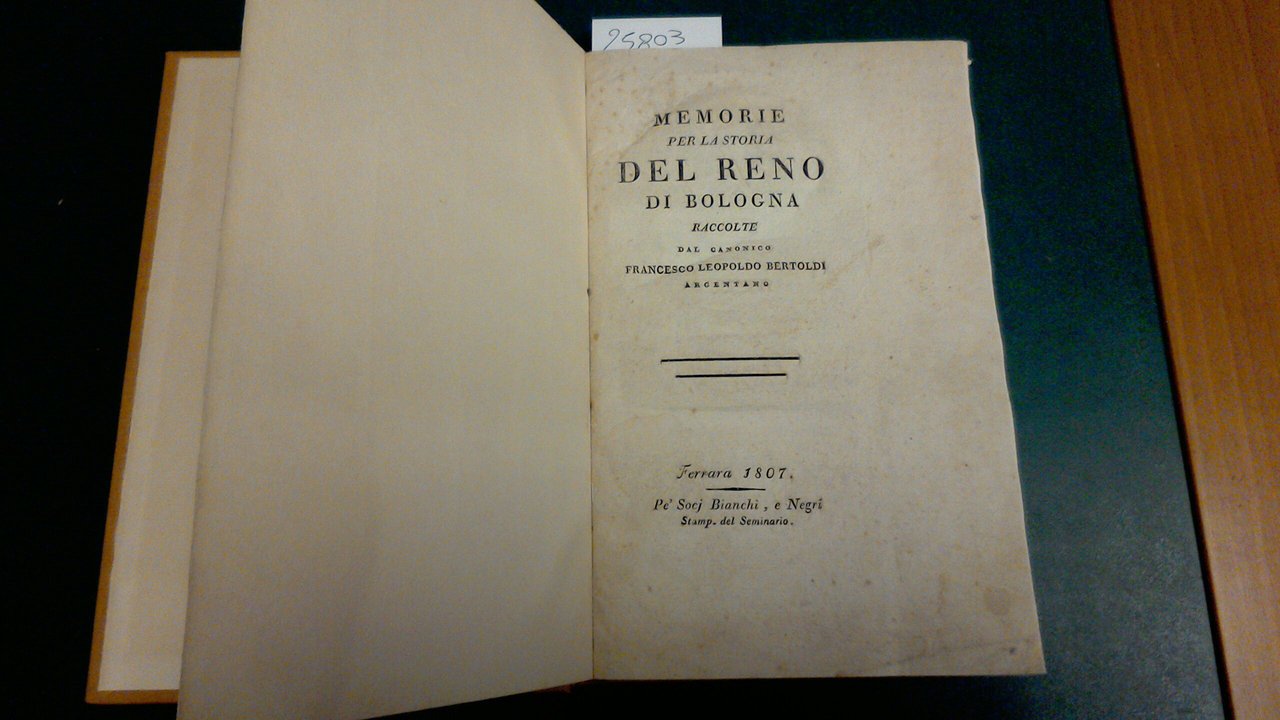 25803
MEMORIE
PER LA STORIA
DEL RENO
DI BOLOGNA
RACCOLTE
DAL CANONICO
FRANCESCO LEOPOLDO BERTOLDI
ARGENTANO
Ferrara 1807.
Pe' Socj Bianchi, e Negri
Stamp. del Seminario.